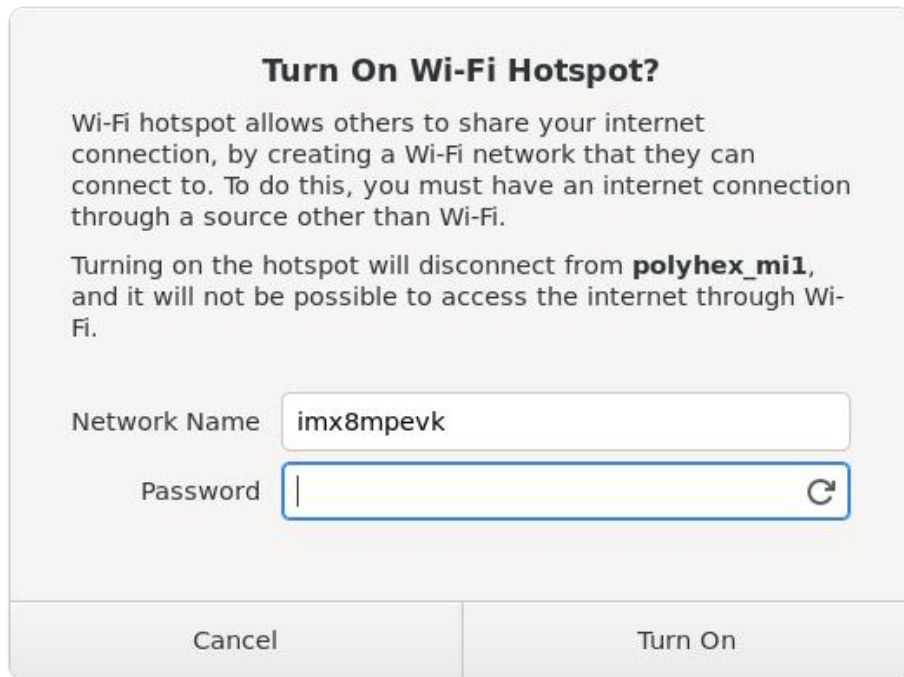 Turn On Wi-Fi Hotspot?
Wi-Fi hotspot allows others to share your internet
connection, by creating a Wi-Fi network that they can
connect to. To do this, you must have an internet connection
through a source other than Wi-Fi.
Turning on the hotspot will disconnect from polyhex_mi1,
and it will not be possible to access the internet through Wi-
Fi.
Network Name imx8mpevk
Password
Cancel Turn On